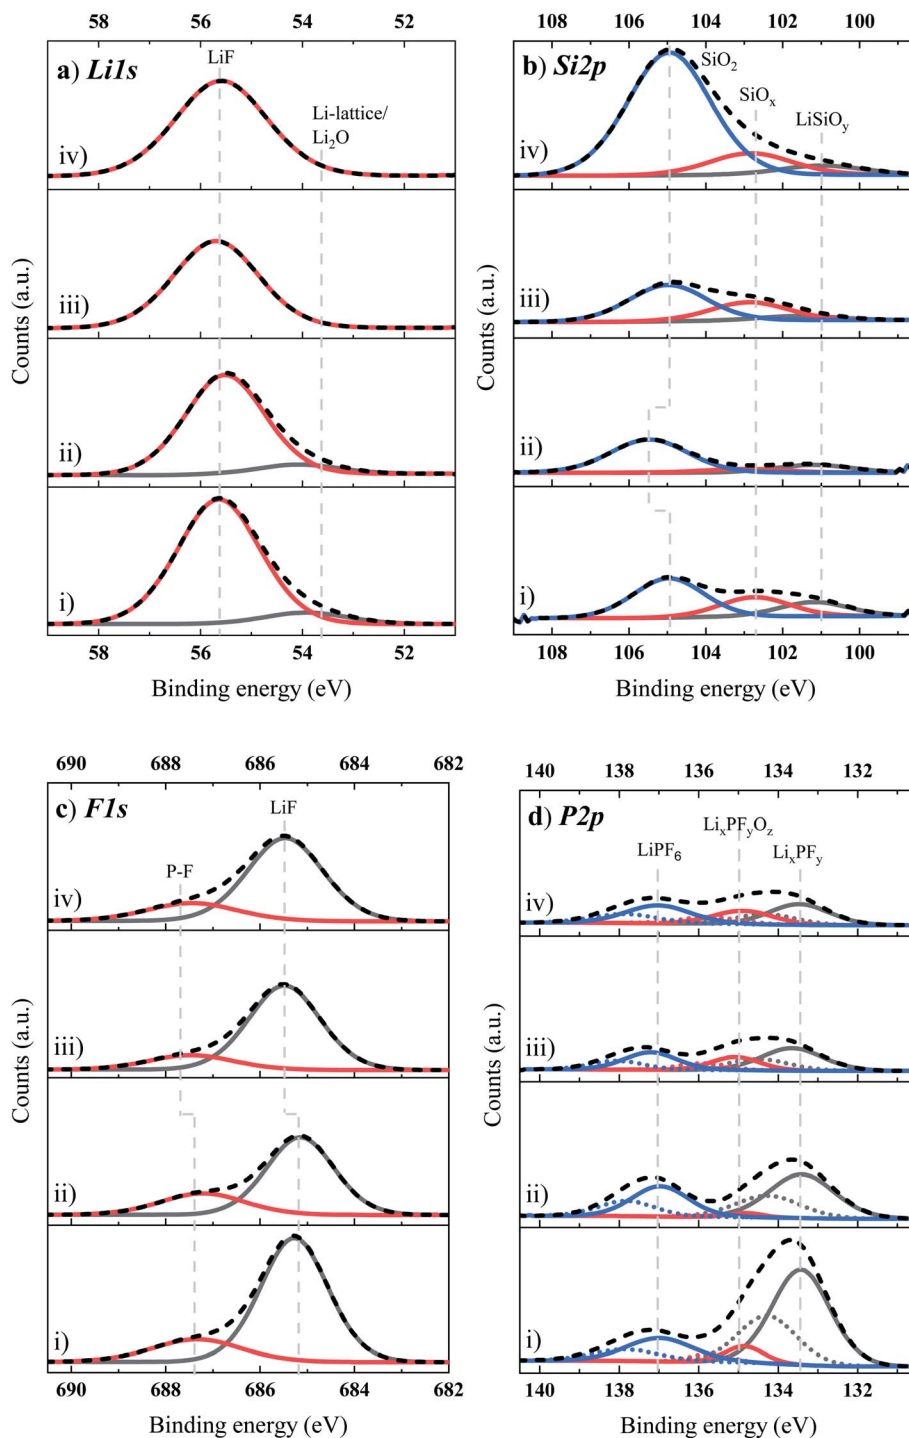 58 56 54 52
108 106 104 102 100
a) Li1s
LiF
Li-lattice/
Li₂O
iv)
iii)
ii)
i)
Counts (a.u.)
58 56 54 52
Binding energy (eV)
b) Si2p
SiO₂
SiOₓ
LiSiOᵧ
iv)
iii)
ii)
i)
Counts (a.u.)
108 106 104 102 100
Binding energy (eV)
690 688 686 684 682
140 138 136 134 132
c) F1s
LiF
P-F
iv)
iii)
ii)
i)
Counts (a.u.)
690 688 686 684 682
Binding energy (eV)
d) P2p
LiPF₆
LiₓPFᵧO_z
LiₓPFᵧ
iv)
iii)
ii)
i)
Counts (a.u.)
140 138 136 134 132
Binding energy (eV)